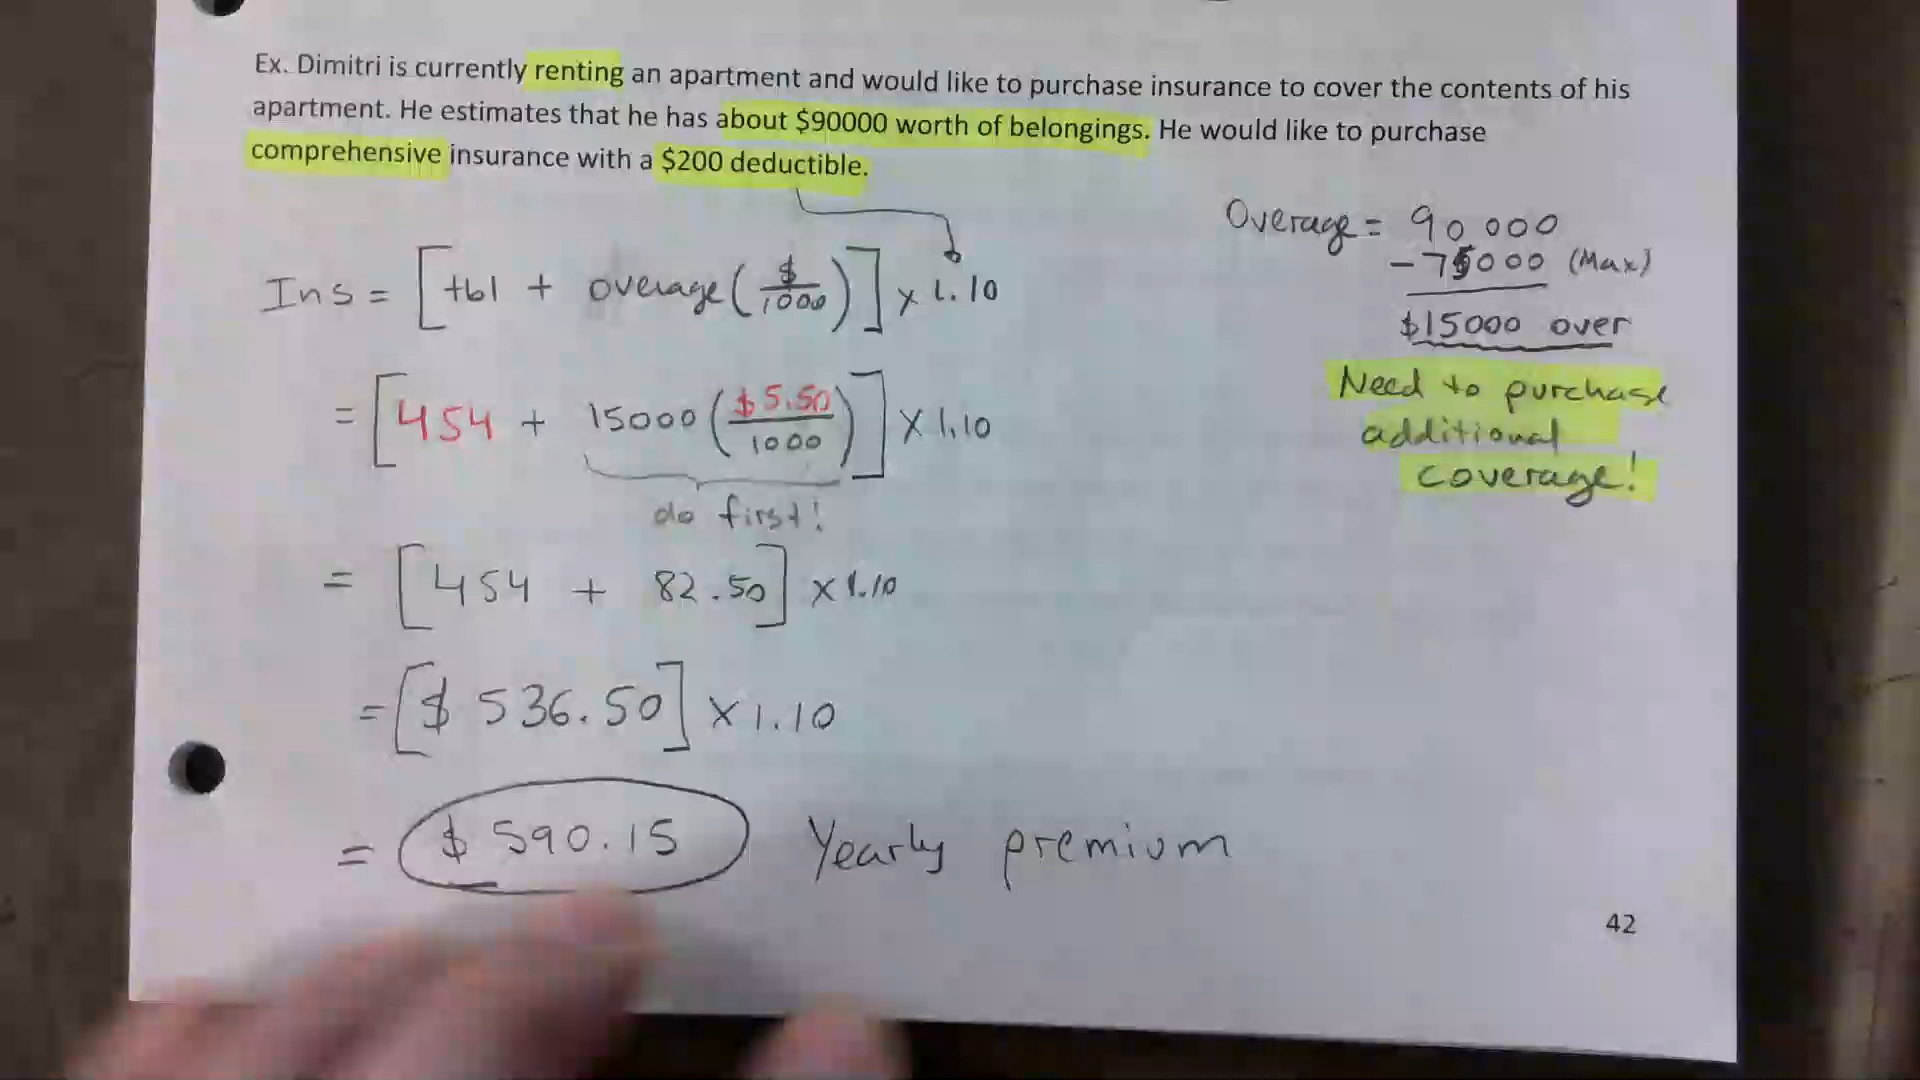 Ex. Dimitri is currently renting an apartment and would like to purchase insurance to cover the contents of his
apartment. He estimates that he has about $90000 worth of belongings. He would like to purchase
comprehensive insurance with a $200 deductible.
Overage = 90 000
- 75000 (Max)
$15000 over
Need to purchase
additional
coverage!
Ins = [tbl + overage($/1000)] x 1.10
= [454 + 15000($5.50/1000)] x 1.10
do first!
= [454 + 82.50] x 1.10
= [$ 536.50] x 1.10
= $ 590.15 Yearly premium
42